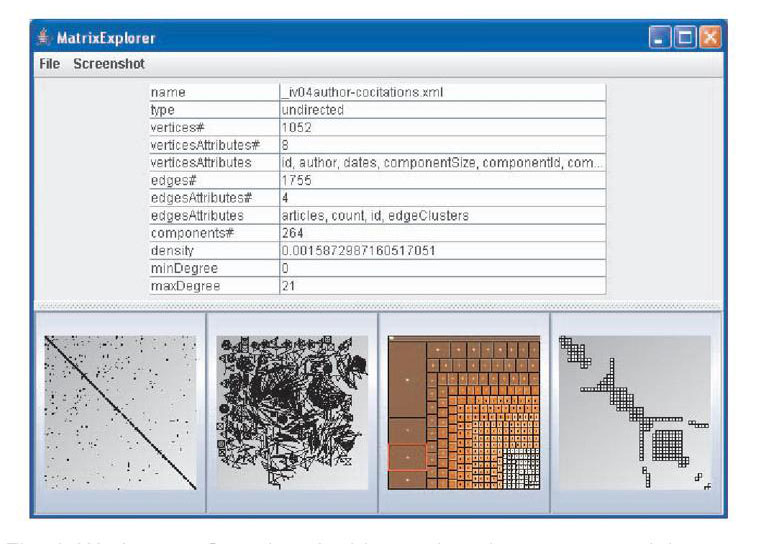 MatrixExplorer
File Screenshot
name _iv04author-cocitations.xml
type undirected
vertices# 1052
verticesAttributes# 8
verticesAttributes id, author, dates, componentSize, componentId, com...
edges# 1755
edgesAttributes# 4
edgesAttributes articles, count, id, edgeClusters
components# 264
density 0.0015872987160517051
minDegree 0
maxDegree 21